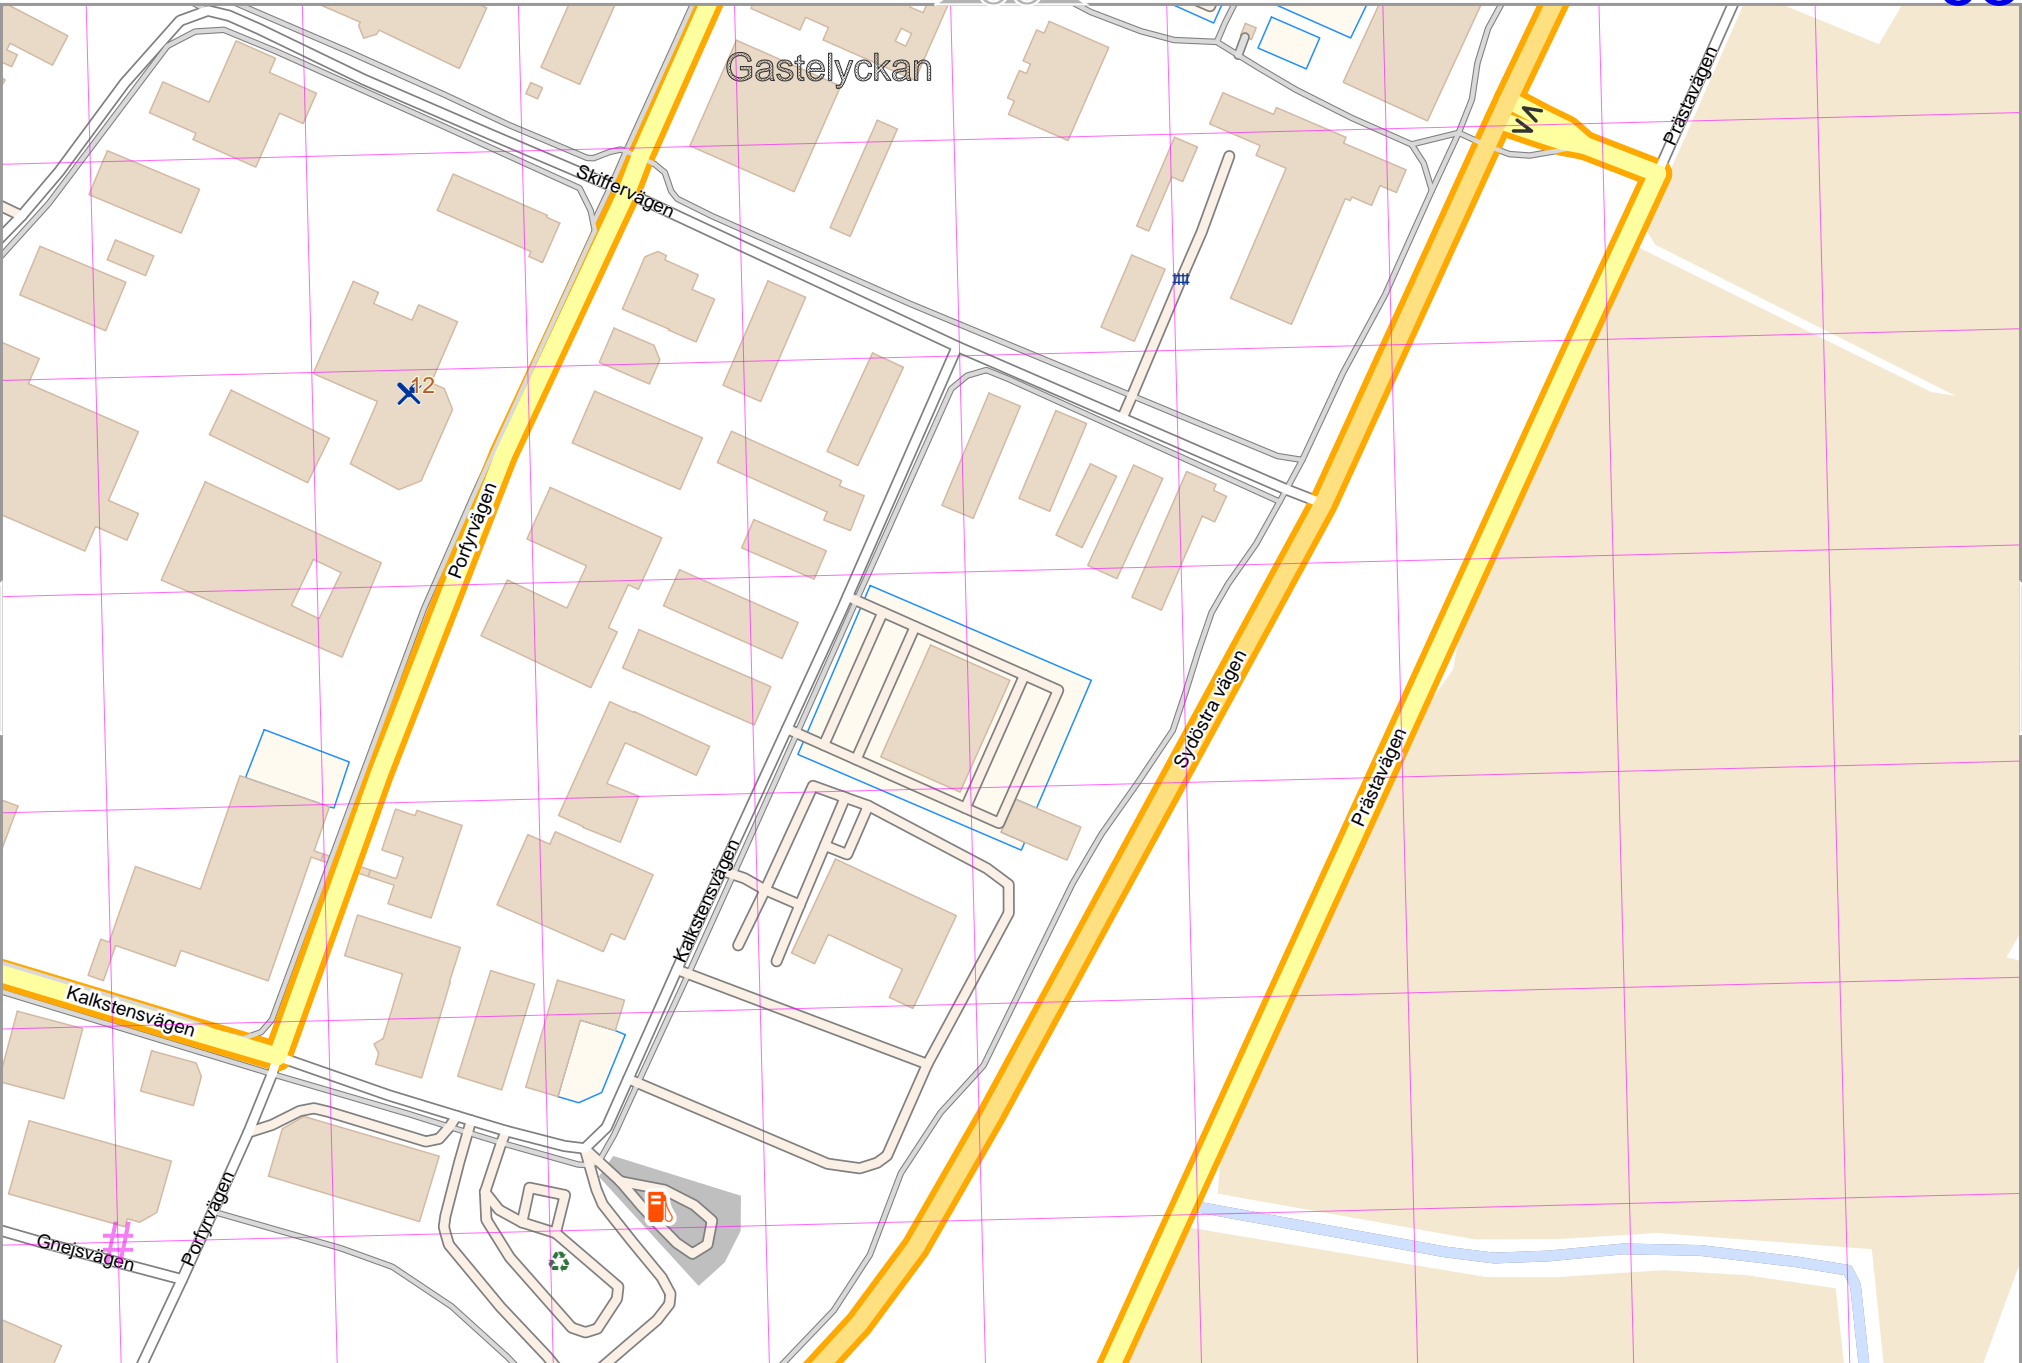 Gastelyckan
Prästavägen
Skiffervägen
12
Porfyrvägen
Sydöstra vägen
Prästavägen
Kalkstensvägen
Kalkstensvägen
Porfyrvägen
Gnejsvägen